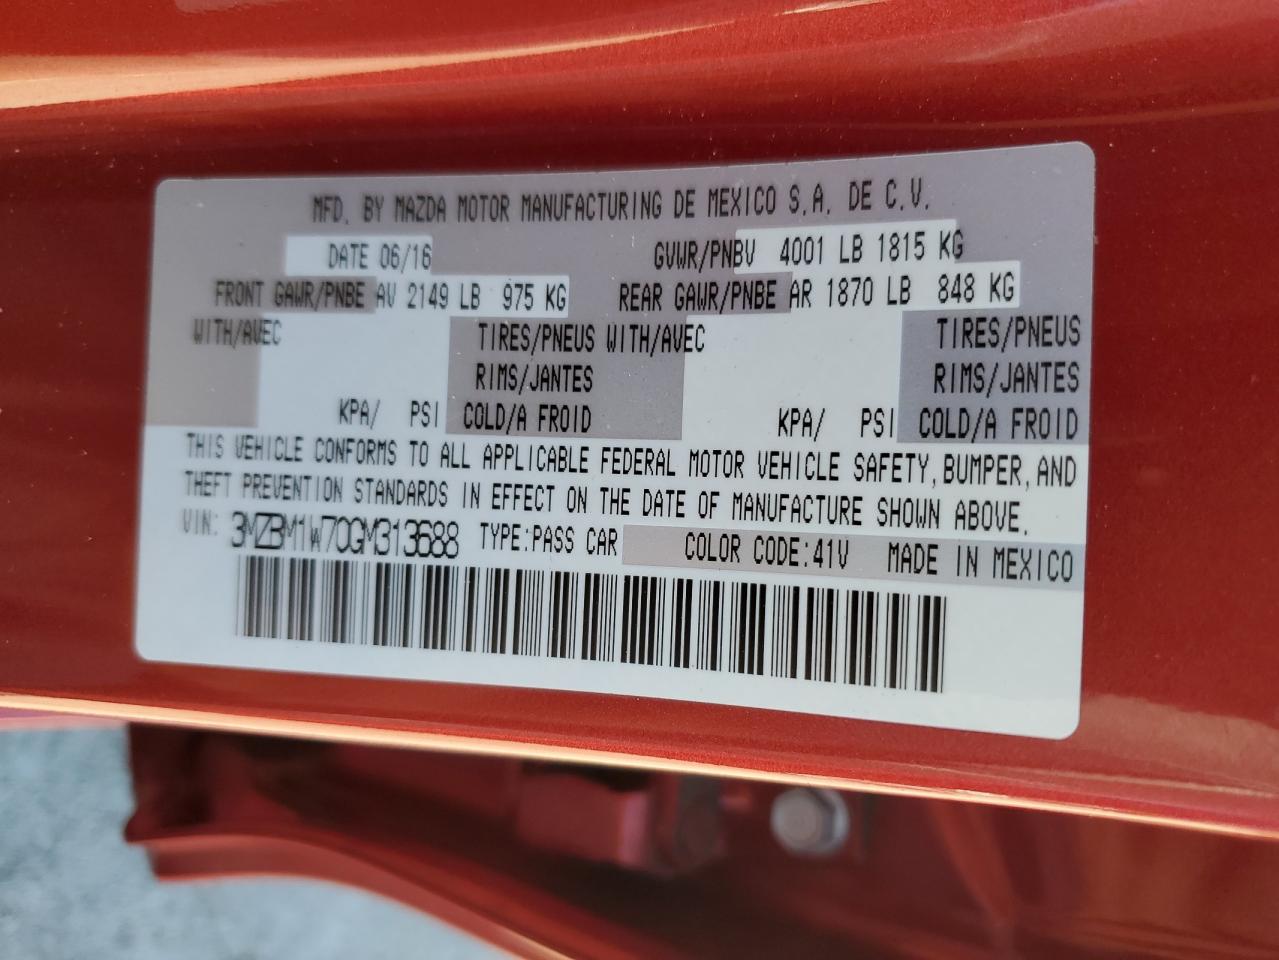 MFD. BY MAZDA MOTOR MANUFACTURING DE MEXICO S.A. DE C.V.
DATE 06/16 GVWR/PNBV 4001 LB 1815 KG
FRONT GAWR/PNBE AV 2149 LB 975 KG REAR GAWR/PNBE AR 1870 LB 848 KG
WITH/AVEC TIRES/PNEUS WITH/AVEC TIRES/PNEUS
RIMS/JANTES RIMS/JANTES
KPA/ PSI COLD/A FROID KPA/ PSI COLD/A FROID
THIS VEHICLE CONFORMS TO ALL APPLICABLE FEDERAL MOTOR VEHICLE SAFETY, BUMPER, AND
THEFT PREVENTION STANDARDS IN EFFECT ON THE DATE OF MANUFACTURE SHOWN ABOVE.
VIN: 3MZBM1W70GM313688 TYPE:PASS CAR COLOR CODE:41V MADE IN MEXICO